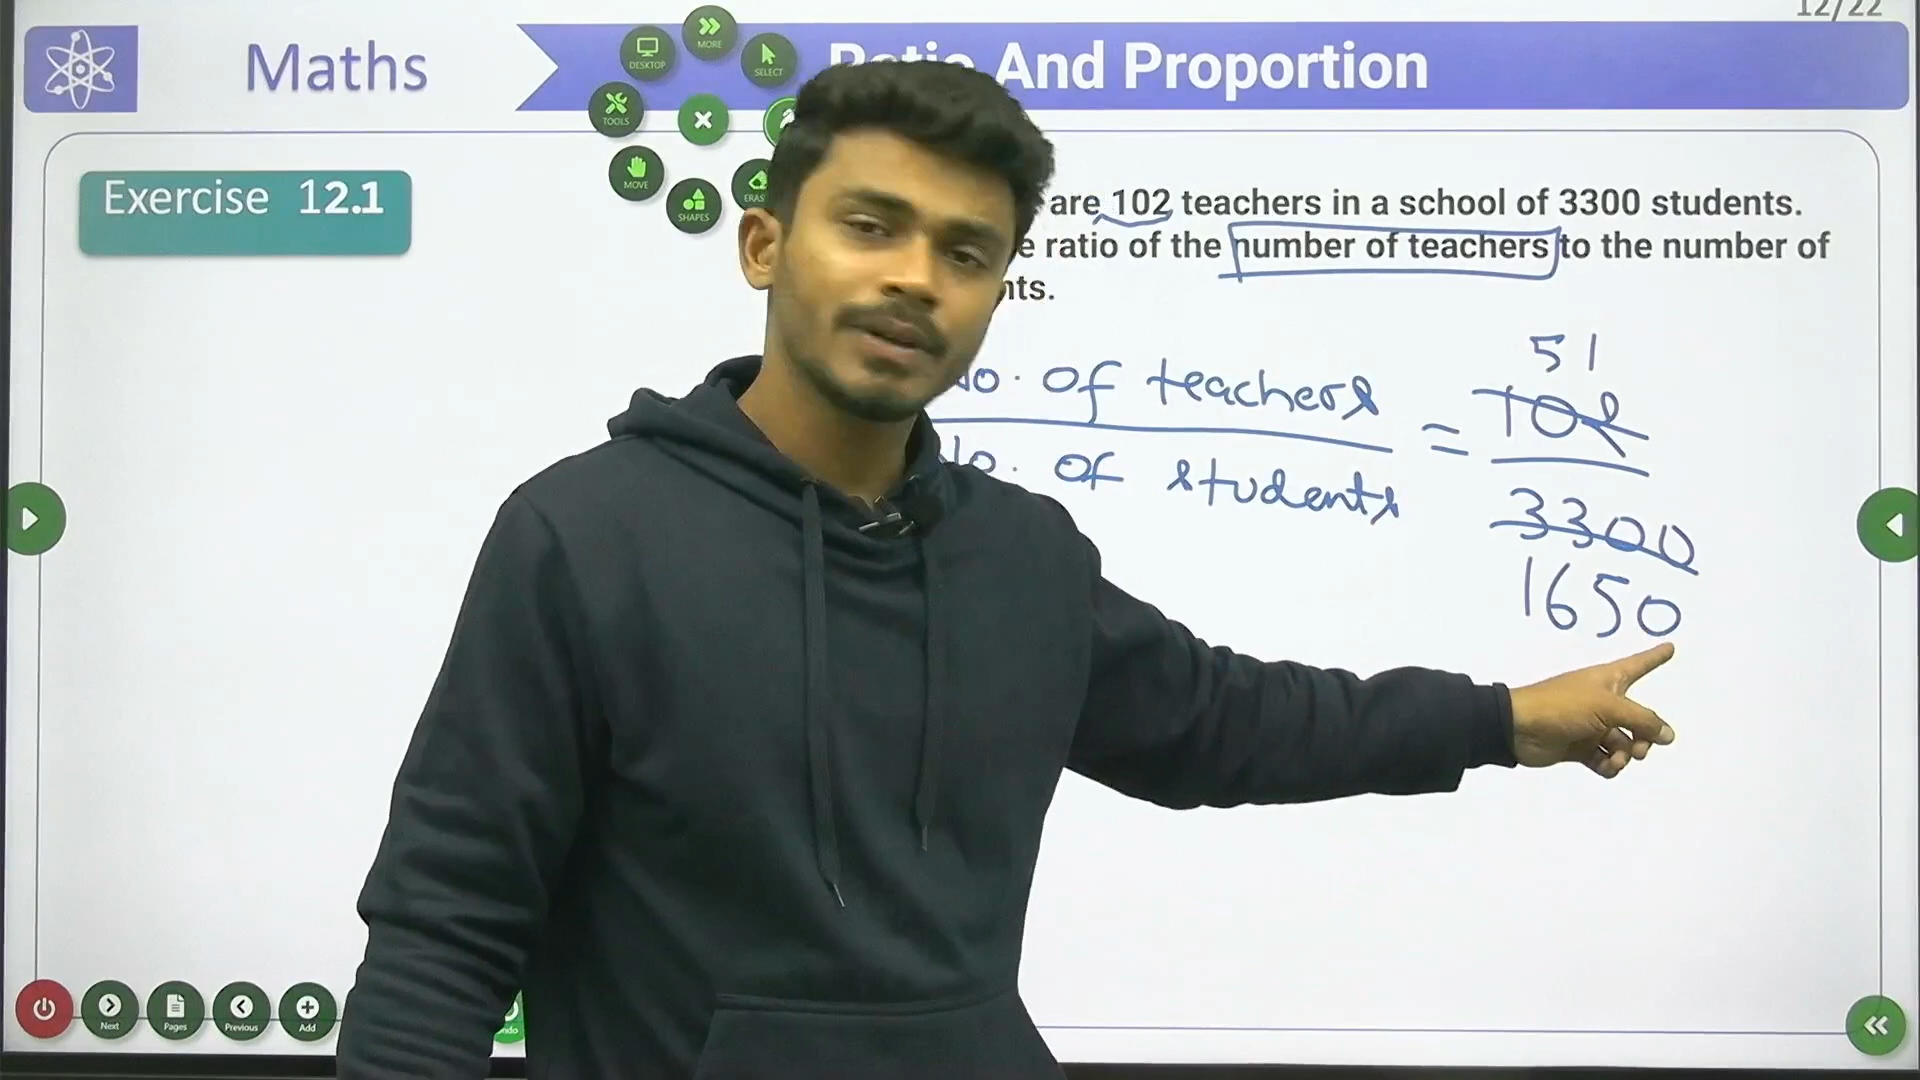 12/22
Maths
And Proportion
MORE
DESKTOP
SELECT
TOOLS
MOVE
SHAPES
Exercise 12.1
are 102 teachers in a school of 3300 students.
ratio of the number of teachers to the number of
of teachers = 102
51
of students
3300
1650
Next
Pages
Previous
Add